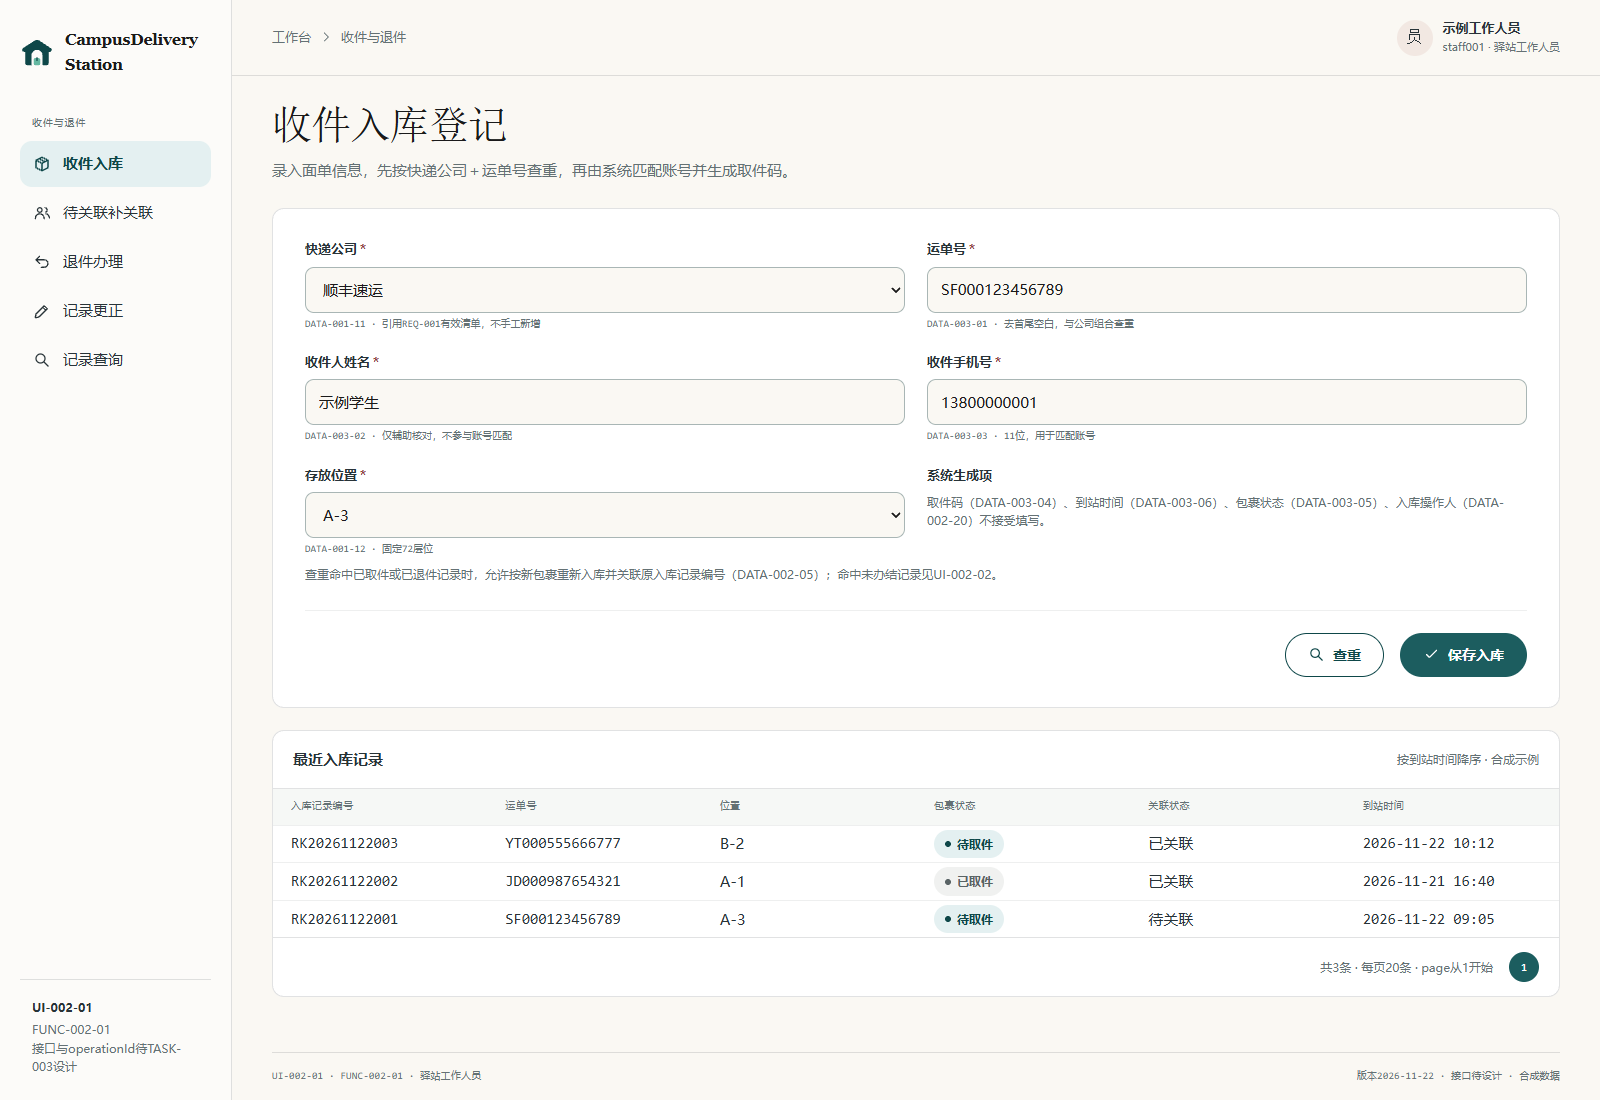 CampusDelivery
Station
收件与退件
收件入库
待关联补关联
退件办理
记录更正
记录查询
UI-002-01
FUNC-002-01
接口与operationId待TASK-
003设计
工作台 > 收件与退件
员
示例工作人员
staff001 · 驿站工作人员
收件入库登记
录入面单信息，先按快递公司＋运单号查重，再由系统匹配账号并生成取件码。
快递公司 *
顺丰速运
DATA-001-11 · 引用REQ-001有效清单，不手工新增
运单号 *
SF000123456789
DATA-003-01 · 去首尾空白，与公司组合查重
收件人姓名 *
示例学生
DATA-003-02 · 仅辅助核对，不参与账号匹配
收件手机号 *
13800000001
DATA-003-03 · 11位，用于匹配账号
存放位置 *
A-3
DATA-001-12 · 固定72层位
系统生成项
取件码（DATA-003-04）、到站时间（DATA-003-06）、包裹状态（DATA-003-05）、入库操作人（DATA-
002-20）不接受填写。
查重命中已取件或已退件记录时，允许按新包裹重新入库并关联原入库记录编号（DATA-002-05）；命中未办结记录见UI-002-02。
查重
保存入库
最近入库记录
按到站时间降序 · 合成示例
入库记录编号 运单号 位置 包裹状态 关联状态 到站时间
RK20261122003 YT000555666777 B-2 待取件 已关联 2026-11-22 10:12
RK20261122002 JD000987654321 A-1 已取件 已关联 2026-11-21 16:40
RK20261122001 SF000123456789 A-3 待取件 待关联 2026-11-22 09:05
共3条 · 每页20条 · page从1开始
1
UI-002-01 · FUNC-002-01 · 驿站工作人员
版本2026-11-22 · 接口待设计 · 合成数据